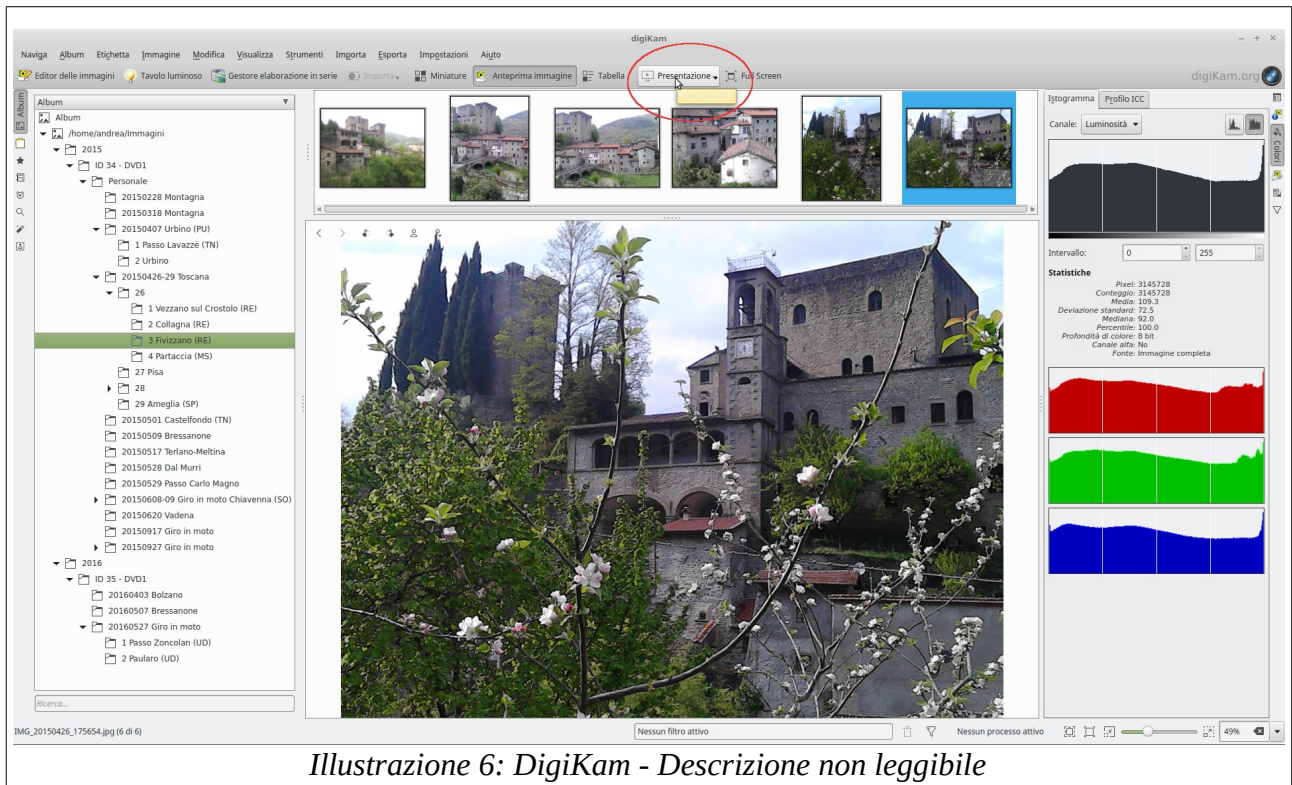 digiKam
Naviga Album Etichetta Immagine Modifica Visualizza Strumenti Importa Esporta Impostazioni Aiuto
Editor delle immagini Tavolo luminoso Gestore elaborazione in serie Importa Miniature Anteprima immagine Tabella Presentazione Full Screen digiKam.org
Album
Album
Album
/home/andrea/Immagini
2015
ID 34 - DVD1
Personale
20150228 Montagna
20150318 Montagna
20150407 Urbino (PU)
1 Passo Lavazzè (TN)
2 Urbino
20150426-29 Toscana
26
1 Vezzano sul Crostolo (RE)
2 Collagna (RE)
3 Fivizzano (RE)
4 Partaccia (MS)
27 Pisa
28
29 Ameglia (SP)
20150501 Castelfondo (TN)
20150509 Bressanone
20150517 Terlano-Meltina
20150528 Dal Murri
20150529 Passo Carlo Magno
20150608-09 Giro in moto Chiavenna (SO)
20150620 Vadena
20150917 Giro in moto
20150927 Giro in moto
2016
ID 35 - DVD1
20160403 Bolzano
20160507 Bressanone
20160527 Giro in moto
1 Passo Zoncolan (UD)
2 Paularo (UD)
Ricerca...
Istogramma Profilo ICC
Canale: Luminosità
Colori
Intervallo: 0 255
Statistiche
Pixel: 3145728
Conteggio: 3145728
Media: 109.3
Deviazione standard: 72.5
Mediana: 92.0
Percentile: 100.0
Profondità di colore: 8 bit
Canale alfa: No
Fonte: Immagine completa
IMG_20150426_175654.jpg (6 di 6) Nessun filtro attivo Nessun processo attivo 49%
Illustrazione 6: DigiKam - Descrizione non leggibile